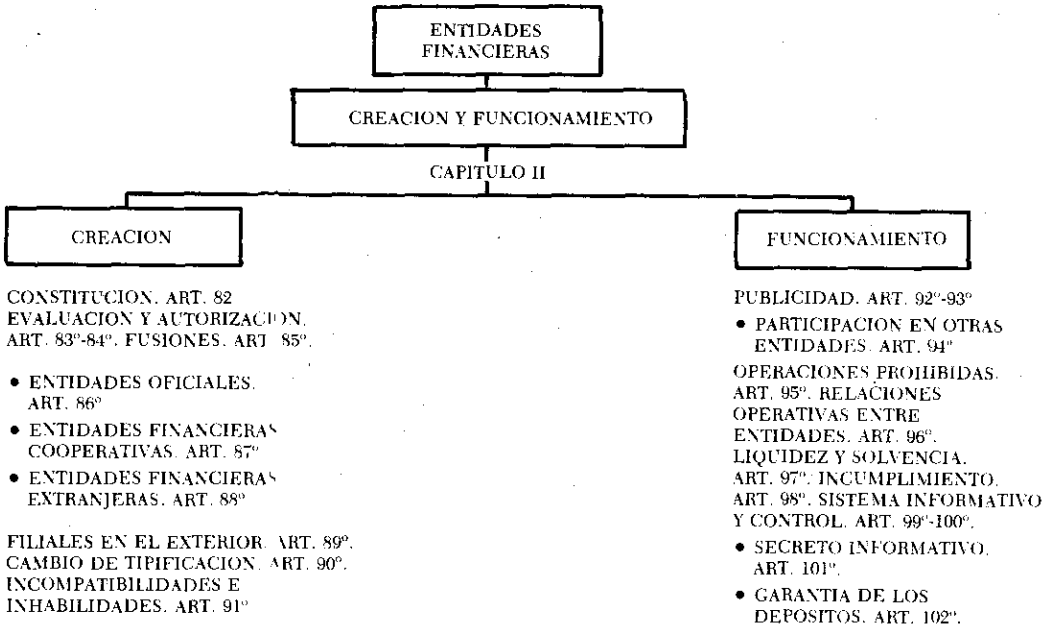 ENTIDADES
FINANCIERAS
CREACION Y FUNCIONAMIENTO
CAPITULO II
CREACION
CONSTITUCION. ART. 82
EVALUACION Y AUTORIZACION.
ART. 83º-84º. FUSIONES. ART 85º.
• ENTIDADES OFICIALES.
ART. 86º
• ENTIDADES FINANCIERAS
COOPERATIVAS. ART. 87º
• ENTIDADES FINANCIERAS
EXTRANJERAS. ART. 88º
FILIALES EN EL EXTERIOR. ART. 89º.
CAMBIO DE TIPIFICACION. ART. 90º.
INCOMPATIBILIDADES E
INHABILIDADES. ART. 91º
FUNCIONAMIENTO
PUBLICIDAD. ART. 92º-93º
• PARTICIPACION EN OTRAS
ENTIDADES. ART. 94º
OPERACIONES PROHIBIDAS.
ART. 95º. RELACIONES
OPERATIVAS ENTRE
ENTIDADES. ART. 96º.
LIQUIDEZ Y SOLVENCIA.
ART. 97º. INCUMPLIMIENTO.
ART. 98º. SISTEMA INFORMATIVO
Y CONTROL. ART. 99º-100º.
• SECRETO INFORMATIVO.
ART. 101º.
• GARANTIA DE LOS
DEPOSITOS. ART. 102º.